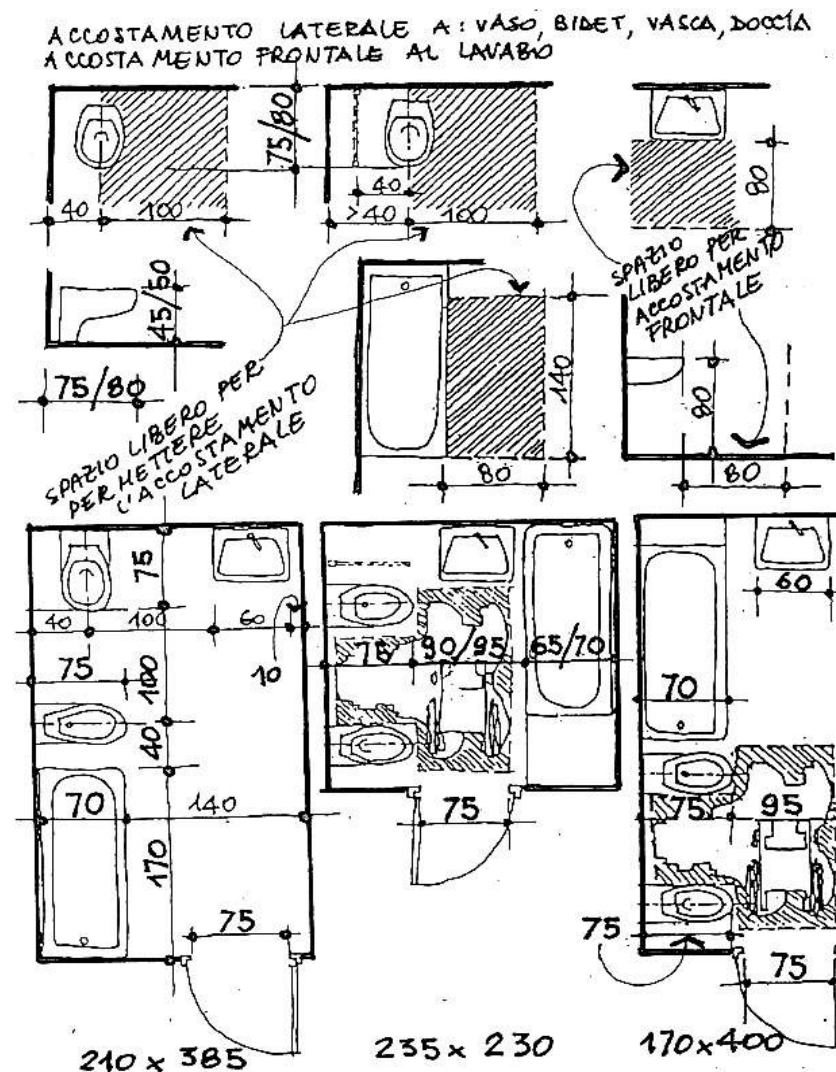 ACCOSTAMENTO LATERALE A: VASO, BIDET, VASCA, DOCCIA
ACCOSTAMENTO FRONTALE AL LAVABO
75/80
40
100
40
>40
100
80
45/50
75/80
SPAZIO LIBERO PER
PER METTERE
L'ACCOSTAMENTO
LATERALE
140
80
SPAZIO
LIBERO PER
ACCOSTAMENTO
FRONTALE
80
80
75
40
100
60
10
75
100
40
70
140
170
75
210 x 385
75
90/95
65/70
75
235 x 230
60
70
75
95
75
75
170 x 400